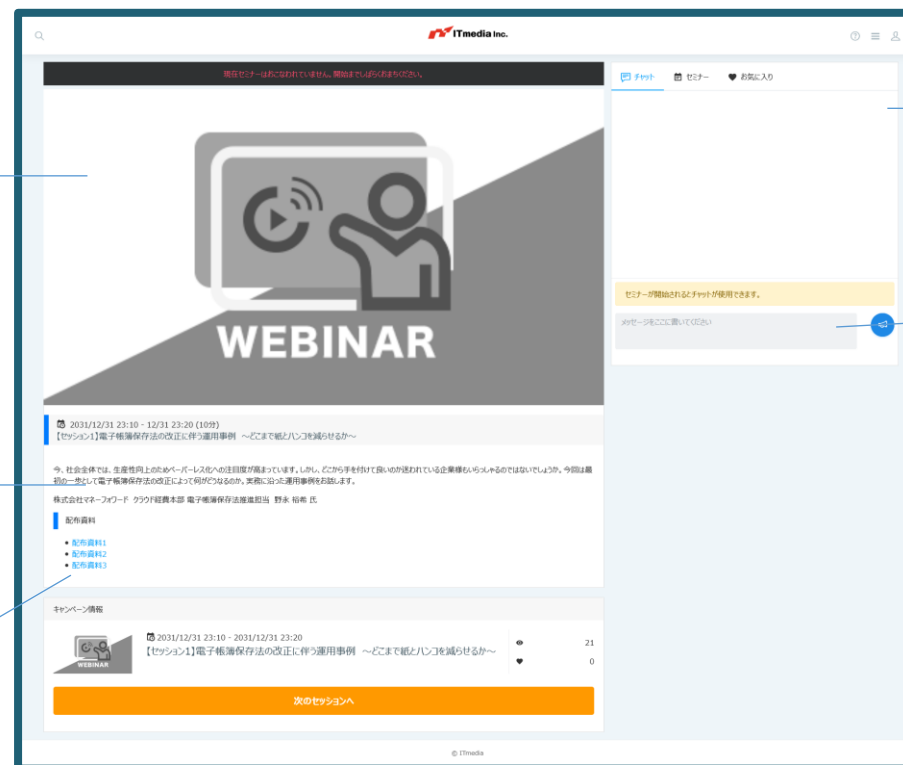 ITmedia Inc.
現在セミナーはおこなわれていません。開始までしばらくおまちください。
チャット
セミナー
お気に入り
WEBINAR
セミナーが開始されるとチャットが使用できます。
メッセージをここに書いてください
2031/12/31 23:10 - 12/31 23:20 (10分)
【セッション1】電子帳簿保存法の改正に伴う運用事例 ～どこまで紙とハンコを減らせるか～
今、社会全体では、生産性向上のためペーパーレス化への注目度が高まっています。しかし、どこから手を付けて良いのか迷われている企業様もいらっしゃるのではないでしょうか。今回は最
初の一歩として電子帳簿保存法の改正によって何がどうなるのか。実務に沿った運用事例をお話します。
株式会社マネーフォワード クラウド経費本部 電子帳簿保存法推進担当 野永 裕希 氏
配布資料
配布資料1
配布資料2
配布資料3
キャンペーン情報
2031/12/31 23:10 - 2031/12/31 23:20
【セッション1】電子帳簿保存法の改正に伴う運用事例 ～どこまで紙とハンコを減らせるか～
WEBINAR
21
0
次のセッションへ
© ITmedia